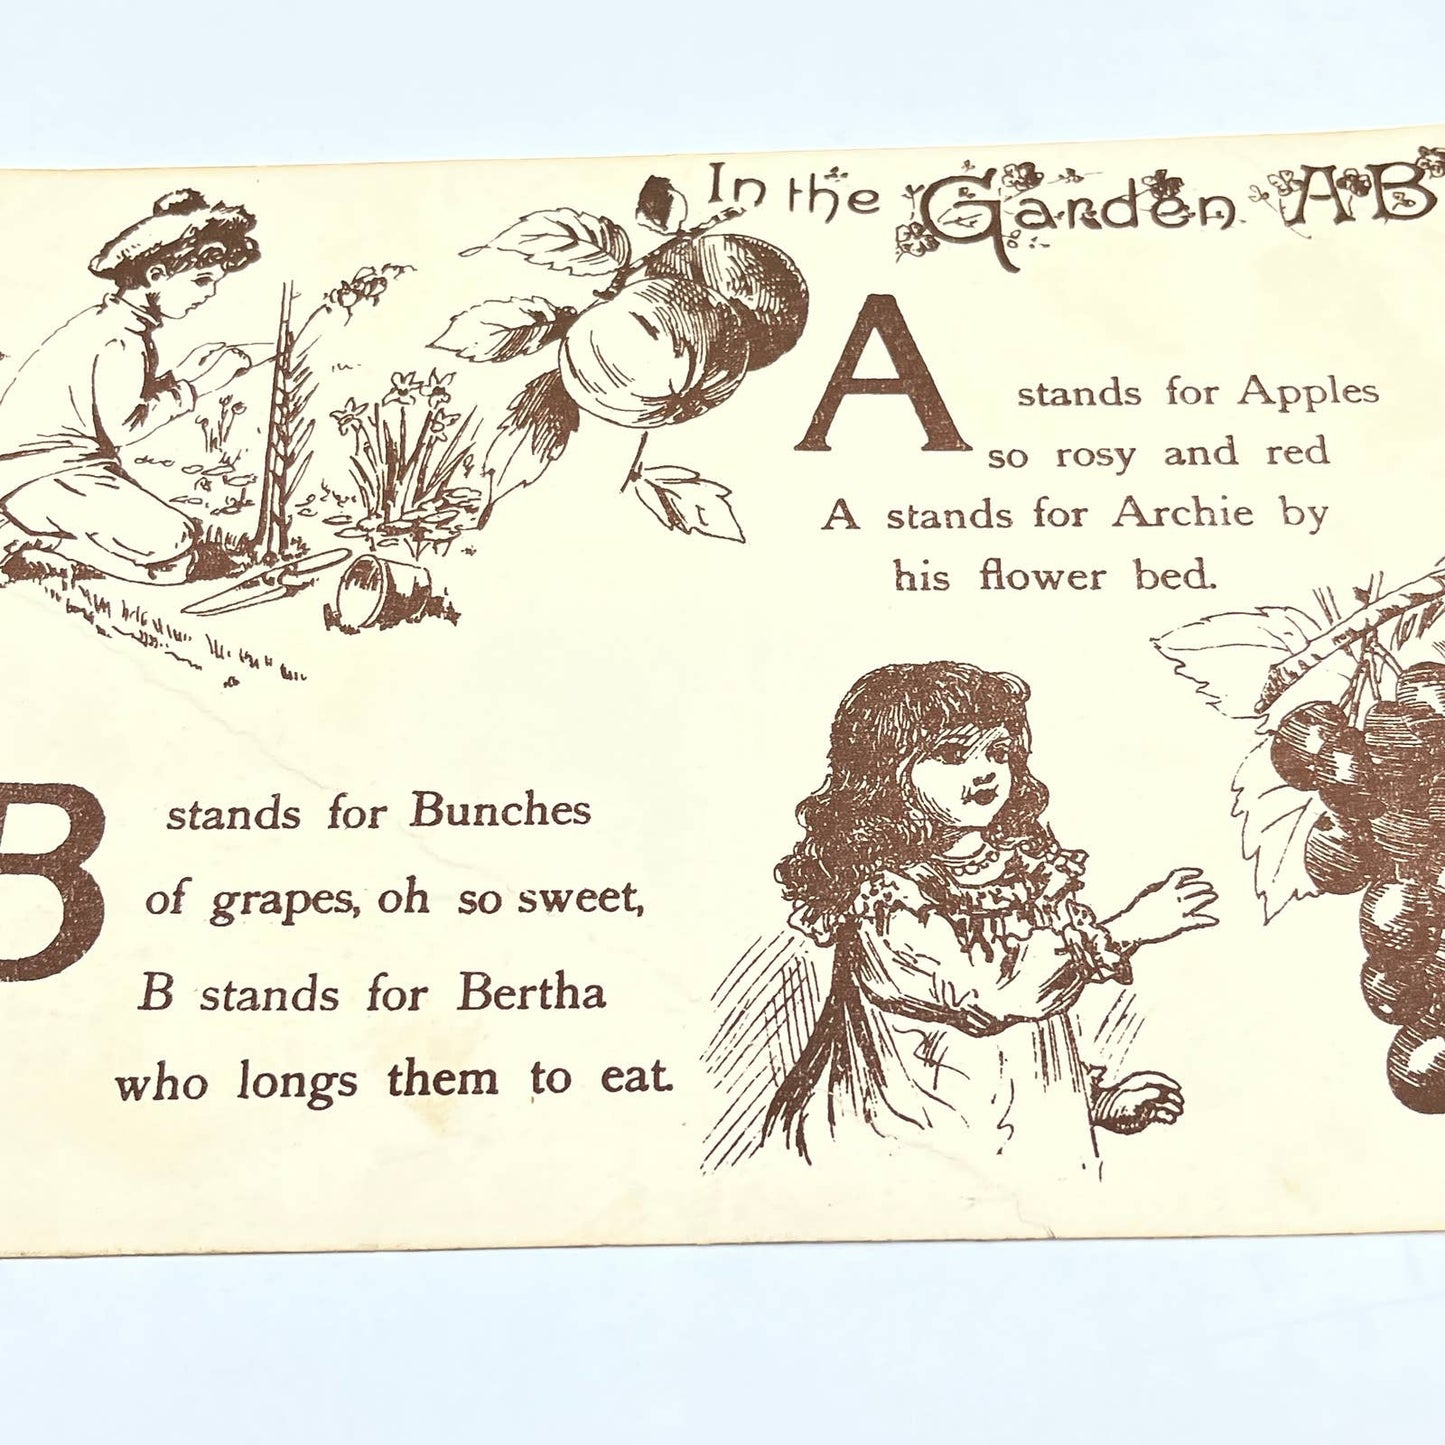 In the Garden AB
A stands for Apples
so rosy and red
A stands for Archie by
his flower bed.
B stands for Bunches
of grapes, oh so sweet,
B stands for Bertha
who longs them to eat.